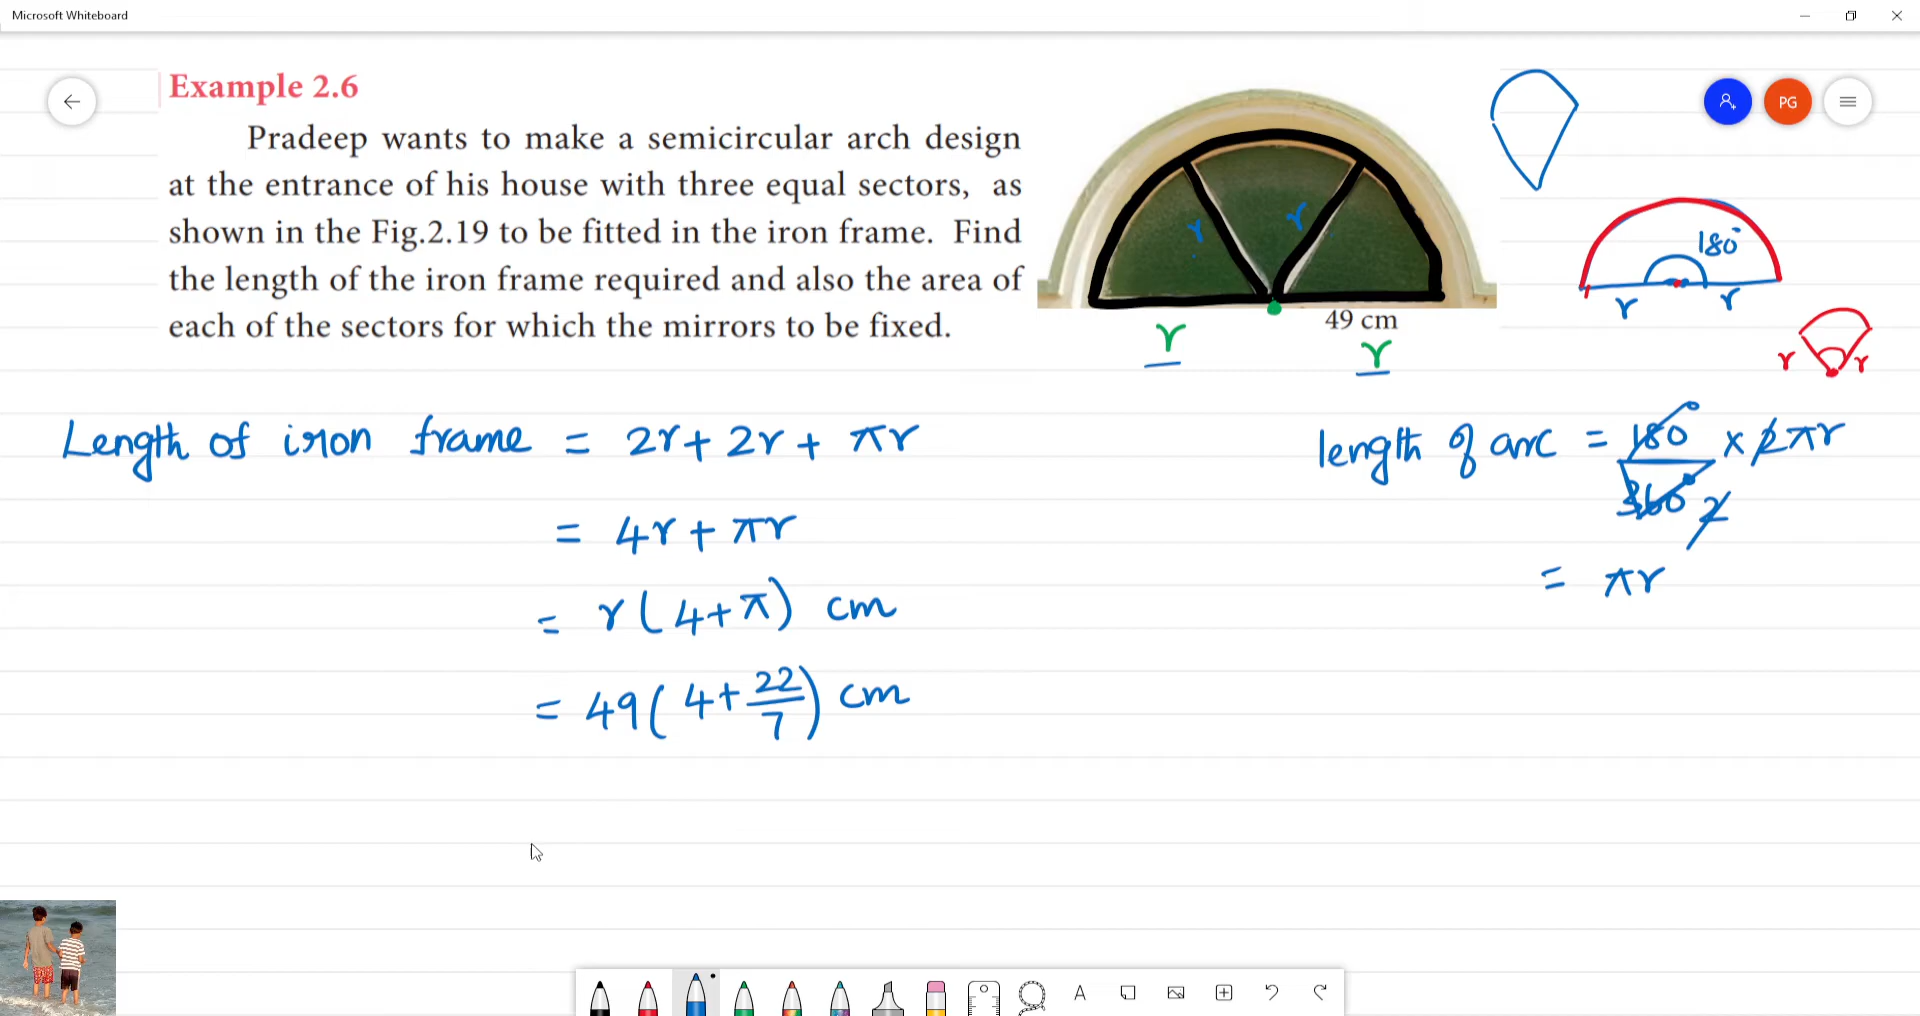 Microsoft Whiteboard
Example 2.6
Pradeep wants to make a semicircular arch design
at the entrance of his house with three equal sectors, as
shown in the Fig.2.19 to be fitted in the iron frame. Find
the length of the iron frame required and also the area of
each of the sectors for which the mirrors to be fixed.
r r
49 cm
r r
PG
180°
r r
r r
Length of iron frame = 2r + 2r + πr
= 4r + πr
= r(4+π) cm
= 49(4+22/7) cm
length of arc = 180°/360° 2 × 2πr
= πr
A